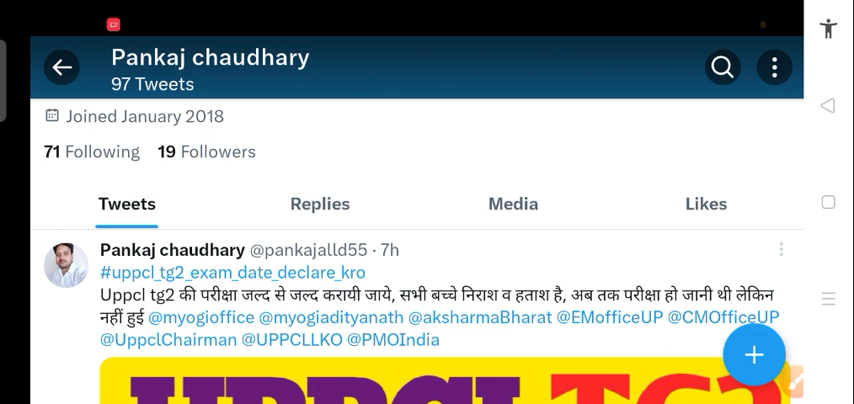 Pankaj chaudhary
97 Tweets
Joined January 2018
71 Following 19 Followers
Tweets Replies Media Likes
Pankaj chaudhary @pankajalld55 · 7h
#uppcl_tg2_exam_date_declare_kro
Uppcl tg2 की परीक्षा जल्द से जल्द करायी जाये, सभी बच्चे निराश व हताश है, अब तक परीक्षा हो जानी थी लेकिन
नहीं हुई @myogioffice @myogiadityanath @aksharmaBharat @EMofficeUP @CMOfficeUP
@UppclChairman @UPPCLLKO @PMOIndia
UPPCL TG2